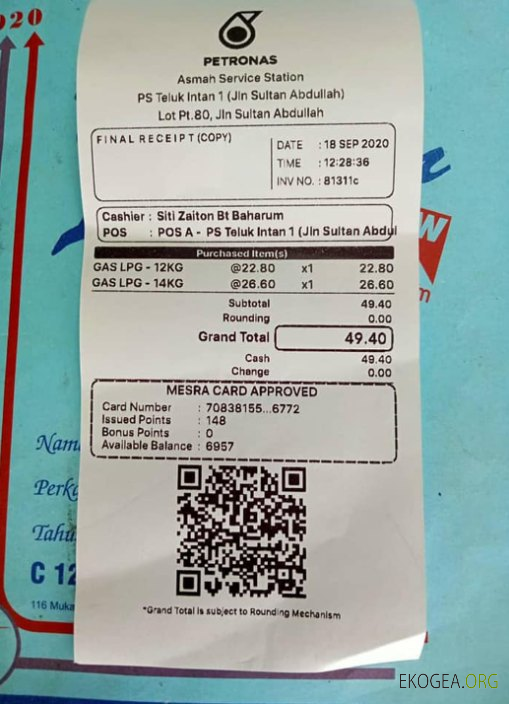 2020
PETRONAS
Asmah Service Station
PS Teluk Intan 1 (Jln Sultan Abdullah)
Lot Pt.80, Jln Sultan Abdullah
FINAL RECEIPT (COPY)
DATE : 18 SEP 2020
TIME : 12:28:36
INV NO. : 81311c
Cashier : Siti Zaiton Bt Baharum
POS : POS A - PS Teluk Intan 1 (Jln Sultan Abdul
Purchased Item(s)
GAS LPG - 12KG @22.80 x1 22.80
GAS LPG - 14KG @26.60 x1 26.60
Subtotal 49.40
Rounding 0.00
Grand Total 49.40
Cash 49.40
Change 0.00
MESRA CARD APPROVED
Card Number : 70838155...6772
Issued Points : 148
Bonus Points : 0
Available Balance : 6957
*Grand Total is subject to Rounding Mechanism
Nama
Perka
Tahu
C 12
116 Muka
EKOGEA.ORG